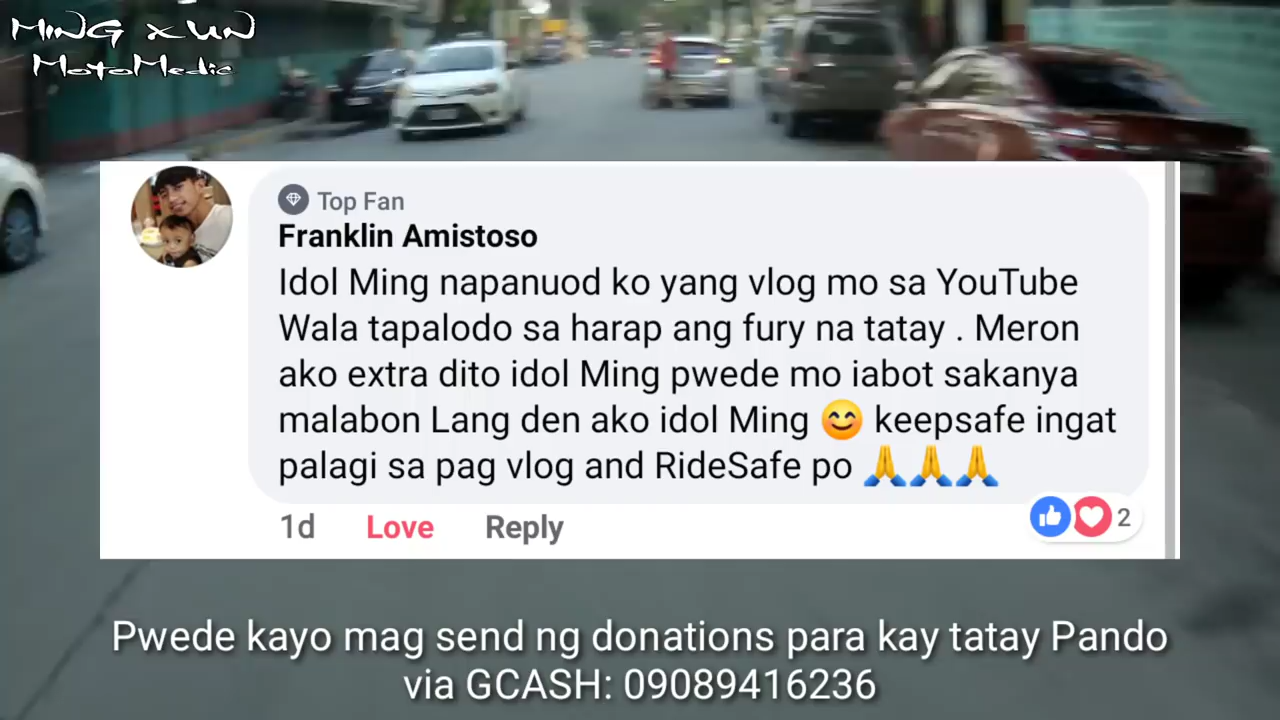 MiNG XUN
MotoMedic
Top Fan
Franklin Amistoso
Idol Ming napanuod ko yang vlog mo sa YouTube
Wala tapalodo sa harap ang fury na tatay . Meron
ako extra dito idol Ming pwede mo iabot sakanya
malabon Lang den ako idol Ming 😊 keepsafe ingat
palagi sa pag vlog and RideSafe po 🙏🙏🙏
1d Love Reply 2
Pwede kayo mag send ng donations para kay tatay Pando
via GCASH: 09089416236